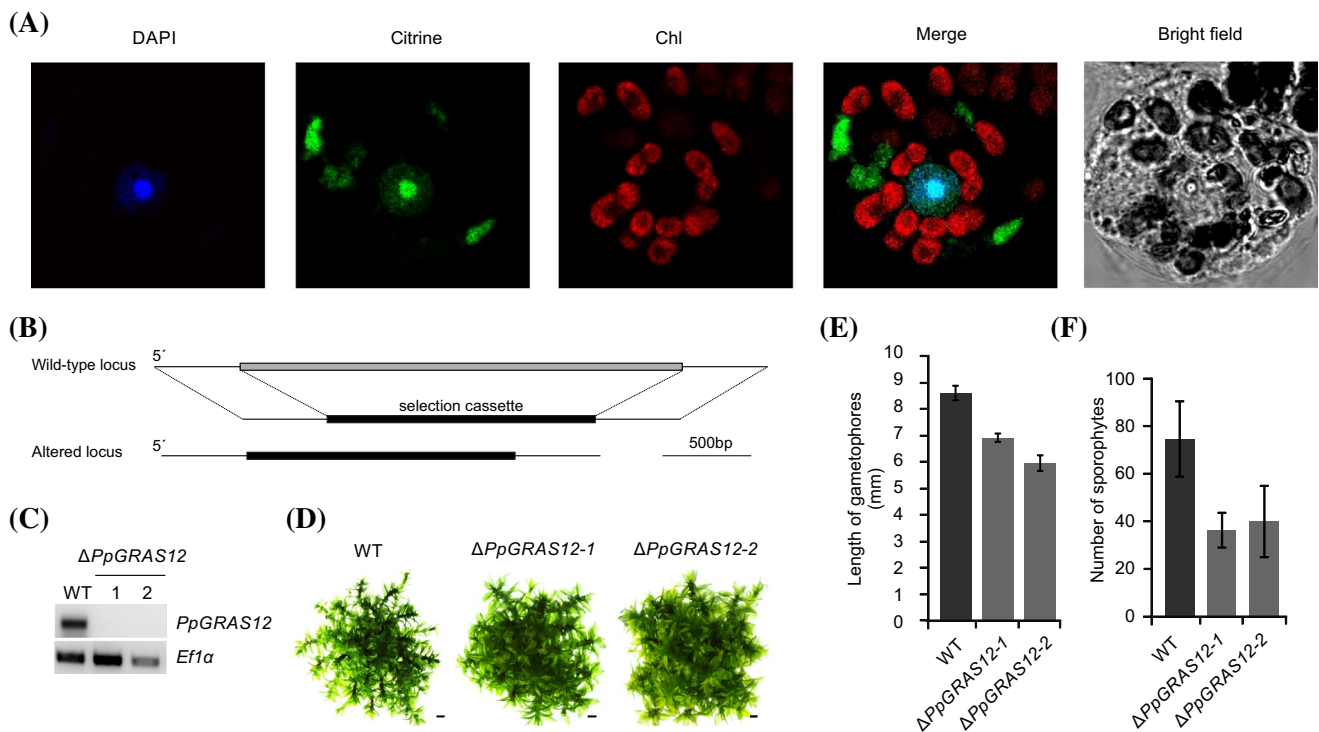 (A)
DAPI
Citrine
Chl
Merge
Bright field
(B)
Wild-type locus
5´
selection cassette
Altered locus
5´
500bp
(C)
ΔPpGRAS12
WT 1 2
PpGRAS12
Ef1α
(D)
WT
ΔPpGRAS12-1
ΔPpGRAS12-2
(E)
Length of gametophores
(mm)
10
9
8
7
6
5
4
3
2
1
0
WT
ΔPpGRAS12-1
ΔPpGRAS12-2
(F)
Number of sporophytes
100
80
60
40
20
0
WT
ΔPpGRAS12-1
ΔPpGRAS12-2